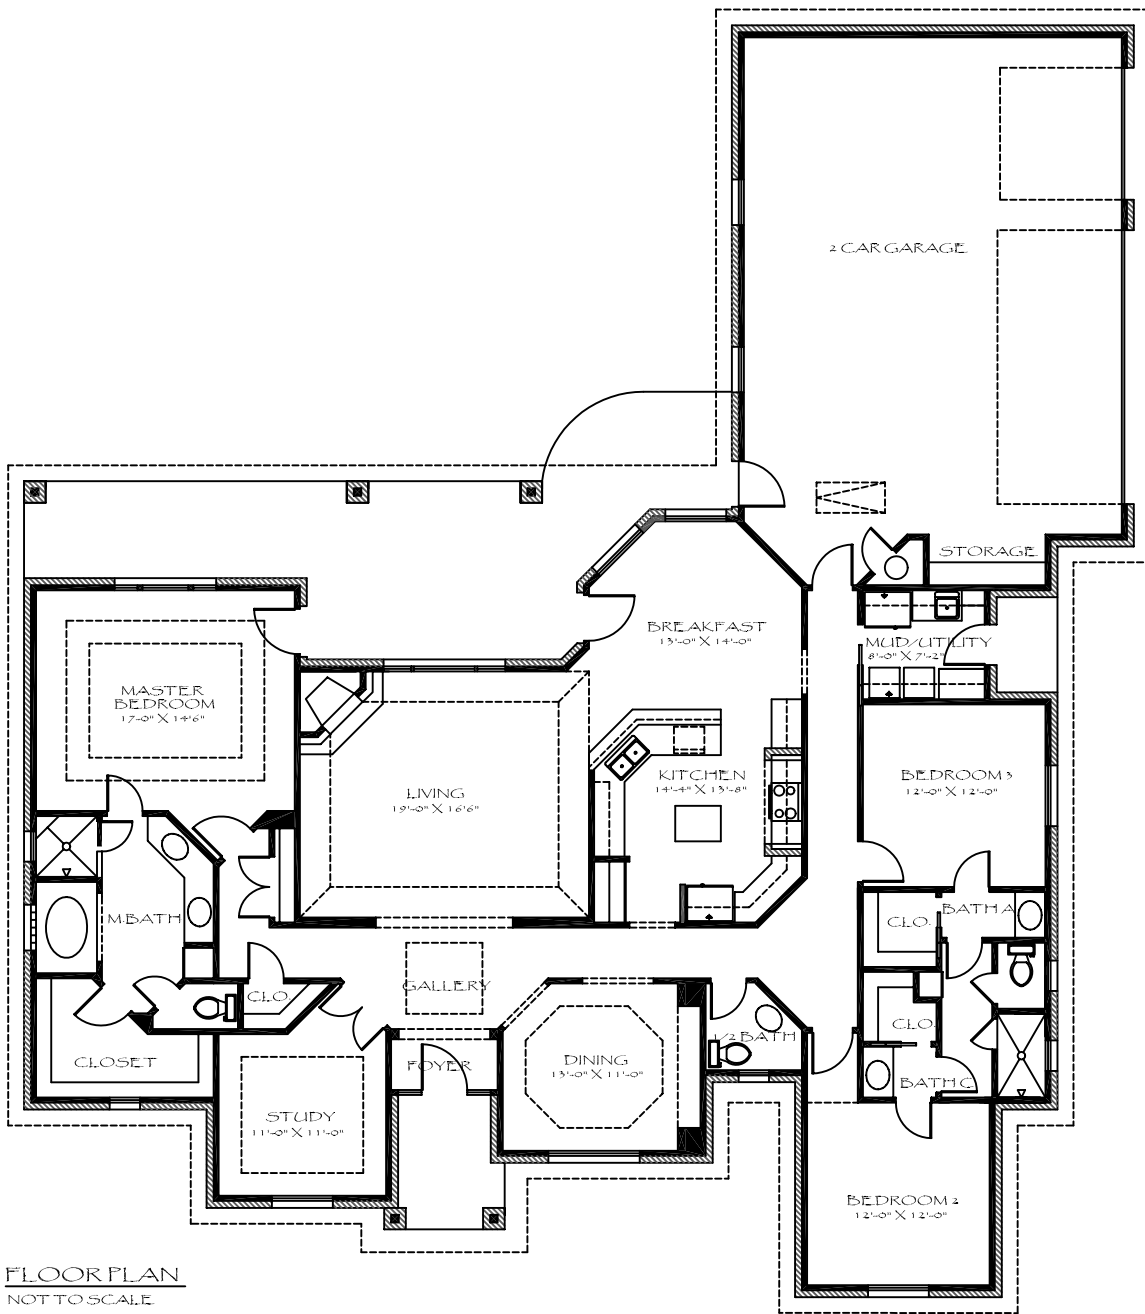 2 CAR GARAGE
STORAGE
BREAKFAST
13'-0" X 14'-0"
MUD/UTILITY
8'-0" X 7'-2"
MASTER
BEDROOM
17-0" X 14'6"
LIVING
19'-0" X 16'6"
KITCHEN
14'-4" X 13'-8"
BEDROOM 3
12'-0" X 12'-0"
M.BATH
CLO.
BATH A
CLO.
GALLERY
CLO.
1/2 BATH
CLOSET
FOYER
DINING
13'-0" X 11'-0"
BATH C
STUDY
11'-0" X 11'-0"
BEDROOM 2
12'-0" X 12'-0"
FLOOR PLAN
NOT TO SCALE